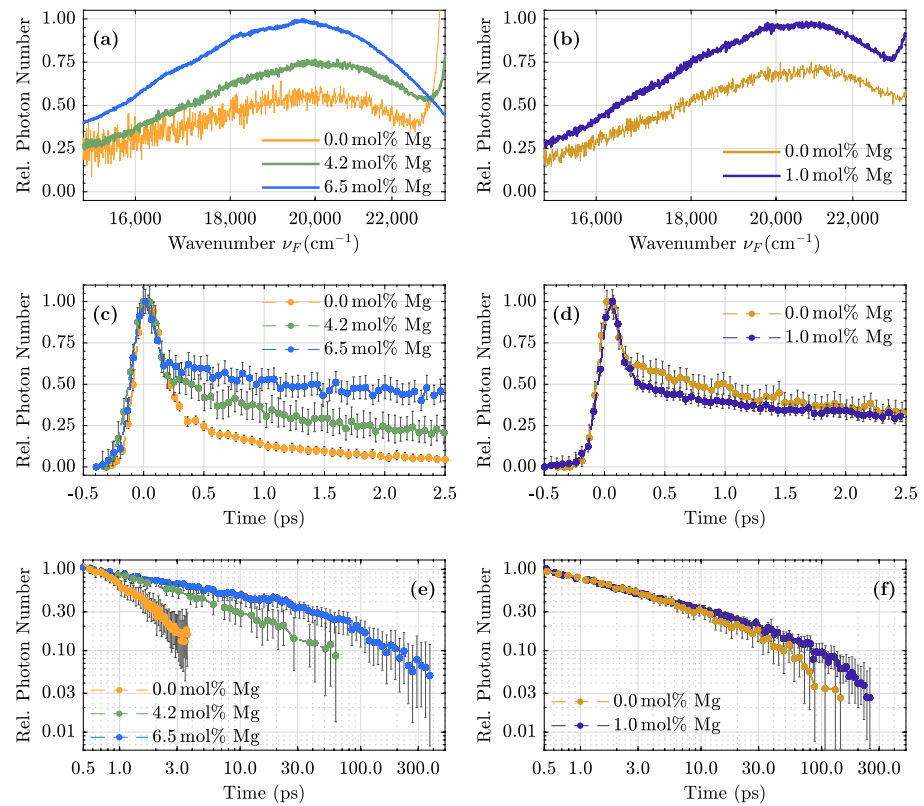 Rel. Photon Number
1.00
0.75
0.50
0.25
0.00
(a)
0.0 mol% Mg
4.2 mol% Mg
6.5 mol% Mg
16,000
18,000
20,000
22,000
Wavenumber νF(cm⁻¹)
Rel. Photon Number
1.00
0.75
0.50
0.25
0.00
(b)
0.0 mol% Mg
1.0 mol% Mg
16,000
18,000
20,000
22,000
Wavenumber νF(cm⁻¹)
Rel. Photon Number
1.00
0.75
0.50
0.25
0.00
(c)
0.0 mol% Mg
4.2 mol% Mg
6.5 mol% Mg
-0.5
0.0
0.5
1.0
1.5
2.0
2.5
Time (ps)
Rel. Photon Number
1.00
0.75
0.50
0.25
0.00
(d)
0.0 mol% Mg
1.0 mol% Mg
-0.5
0.0
0.5
1.0
1.5
2.0
2.5
Time (ps)
Rel. Photon Number
1.00
0.30
0.10
0.03
0.01
(e)
0.0 mol% Mg
4.2 mol% Mg
6.5 mol% Mg
0.5
1.0
3.0
10.0
30.0
100.0
300.0
Time (ps)
Rel. Photon Number
1.00
0.30
0.10
0.03
0.01
(f)
0.0 mol% Mg
1.0 mol% Mg
0.5
1.0
3.0
10.0
30.0
100.0
300.0
Time (ps)